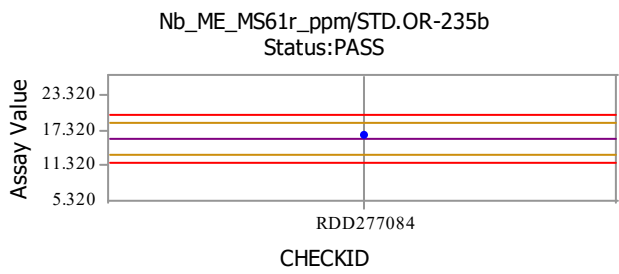 Nb_ME_MS61r_ppm/STD.OR-235b
Status:PASS
Assay Value
23.320
17.320
11.320
5.320
RDD277084
CHECKID